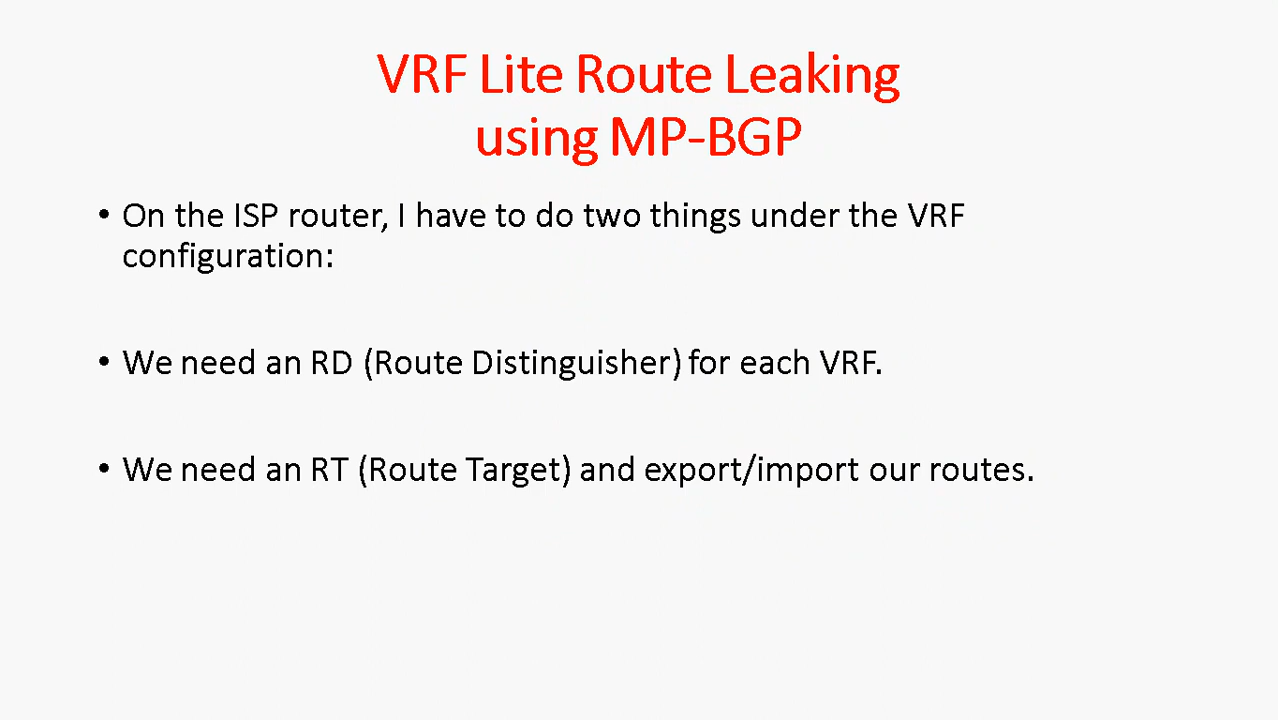 VRF Lite Route Leaking
using MP-BGP
• On the ISP router, I have to do two things under the VRF
configuration:
• We need an RD (Route Distinguisher) for each VRF.
• We need an RT (Route Target) and export/import our routes.